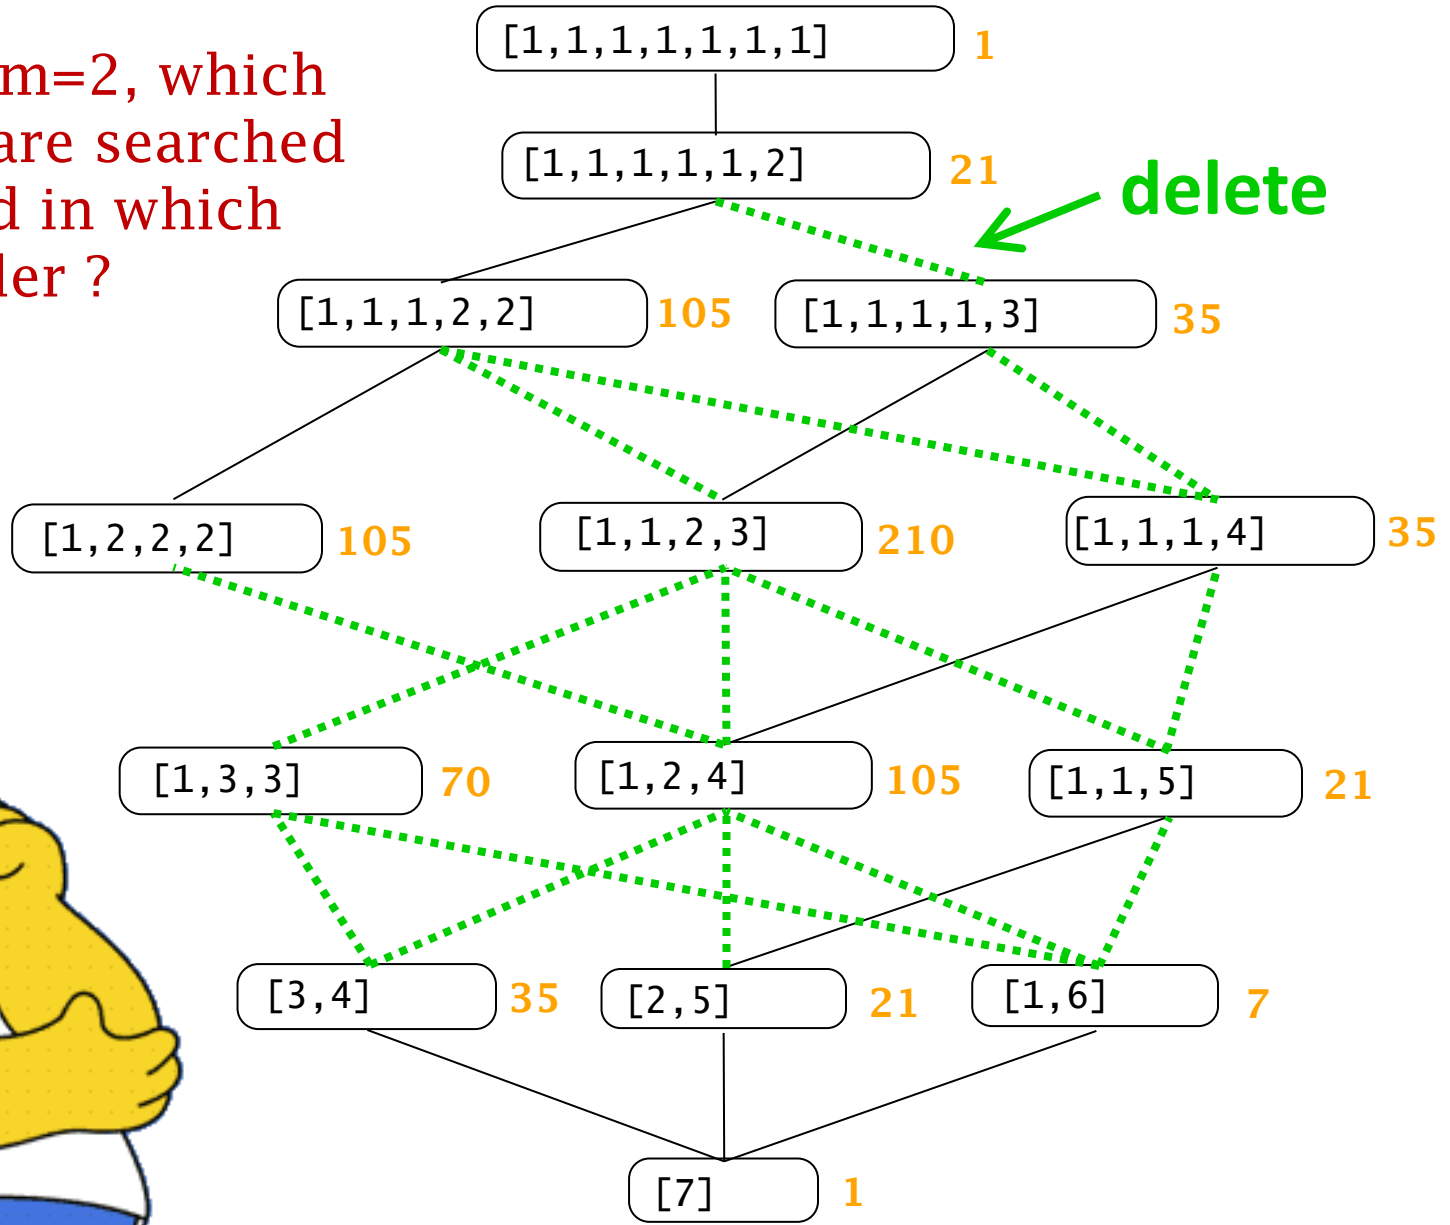 [1,1,1,1,1,1,1] 1
m=2, which
are searched
[1,1,1,1,1,2] 21
delete
in which
?
[1,1,1,2,2] 105 [1,1,1,1,3] 35
[1,2,2,2] 105 [1,1,2,3] 210 [1,1,1,4] 35
[1,3,3] 70 [1,2,4] 105 [1,1,5] 21
[3,4] 35 [2,5] 21 [1,6] 7
[7] 1